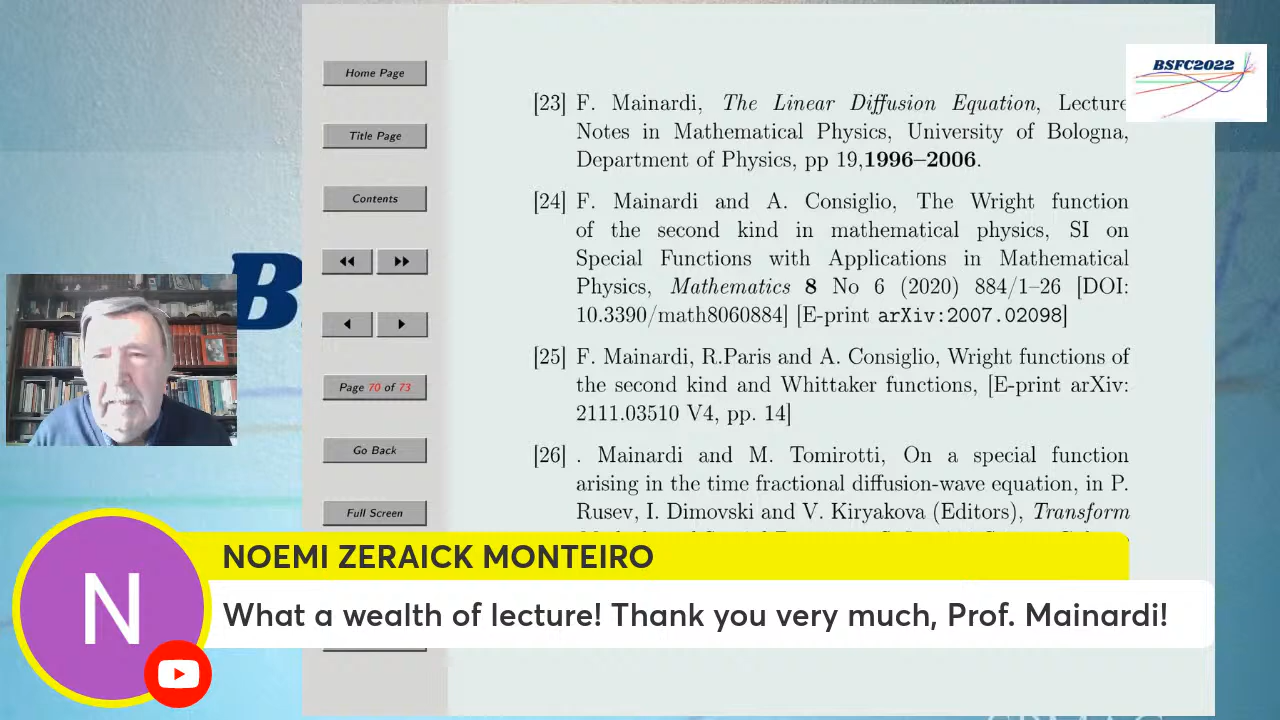 Home Page
Title Page
Contents
Page 70 of 73
Go Back
Full Screen
[23] F. Mainardi, The Linear Diffusion Equation, Lecture
Notes in Mathematical Physics, University of Bologna,
Department of Physics, pp 19,1996–2006.
[24] F. Mainardi and A. Consiglio, The Wright function
of the second kind in mathematical physics, SI on
Special Functions with Applications in Mathematical
Physics, Mathematics 8 No 6 (2020) 884/1–26 [DOI:
10.3390/math8060884] [E-print arXiv:2007.02098]
[25] F. Mainardi, R.Paris and A. Consiglio, Wright functions of
the second kind and Whittaker functions, [E-print arXiv:
2111.03510 V4, pp. 14]
[26] . Mainardi and M. Tomirotti, On a special function
arising in the time fractional diffusion-wave equation, in P.
Rusev, I. Dimovski and V. Kiryakova (Editors), Transform
BSFC2022
B
N
NOEMI ZERAICK MONTEIRO
What a wealth of lecture! Thank you very much, Prof. Mainardi!